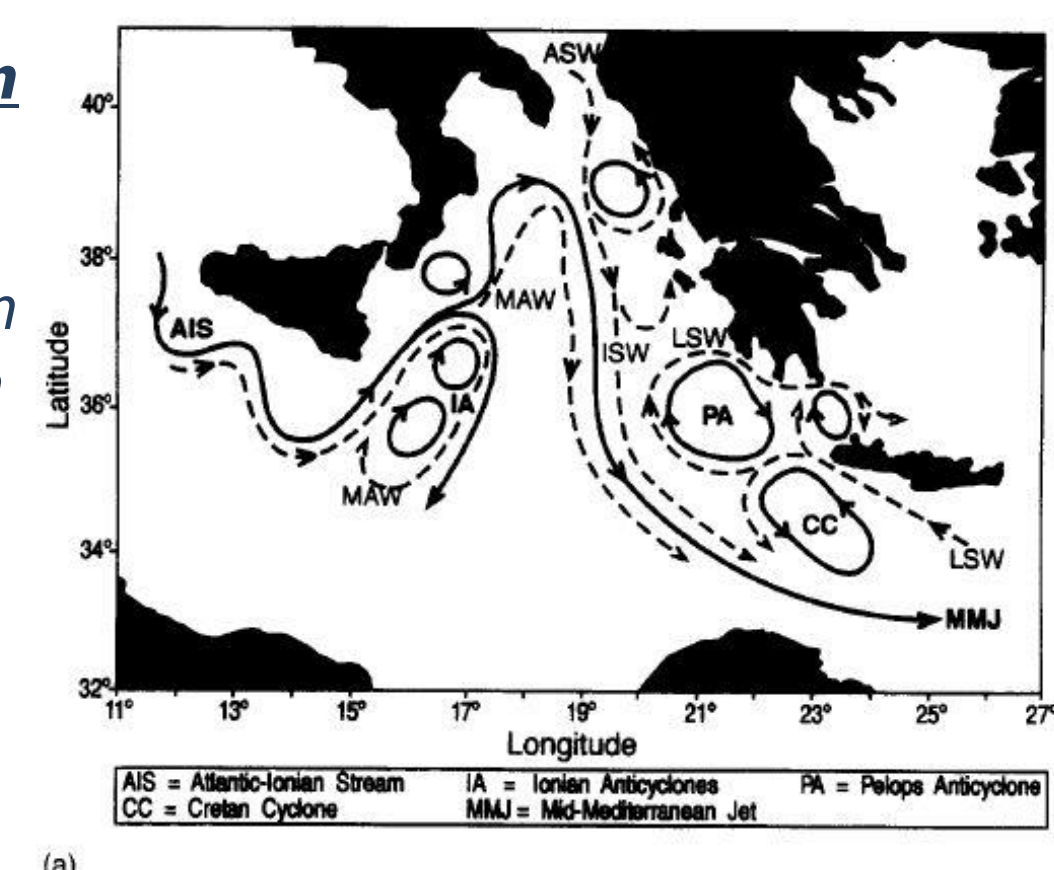 n
n
ASW
40°
38°
MAW
AIS
LSW
ISW
Latitude
36°
IA
PA
MAW
CC
34°
LSW
MMJ
32°
11° 13° 15° 17° 19° 21° 23° 25° 27°
Longitude
AIS = Atlantic-Ionian Stream IA = Ionian Anticyclones PA = Pelops Anticyclone
CC = Cretan Cyclone MMJ = Mid-Mediterranean Jet
(a)